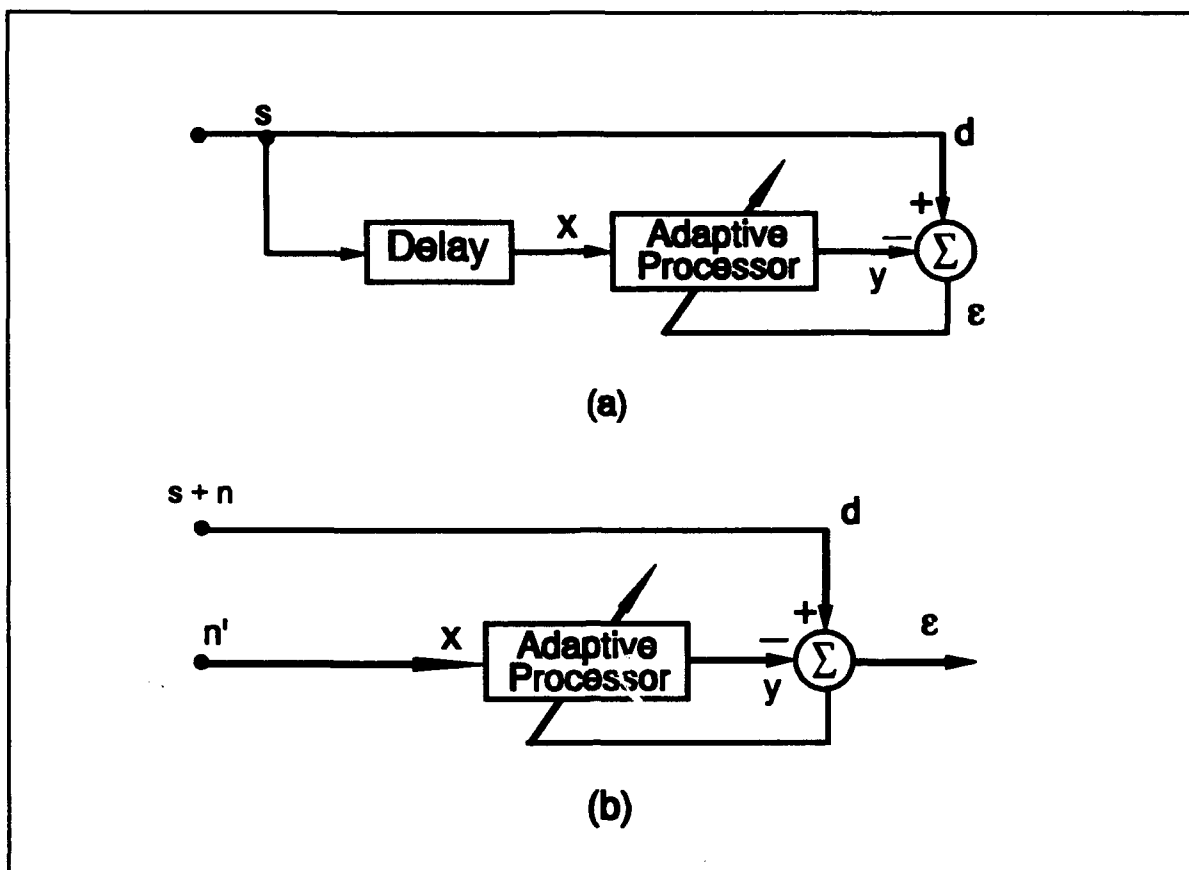 s
d
+
Delay
X
Adaptive
Processor
–
y
Σ
ε
(a)
s + n
d
n'
X
Adaptive
Processor
+
–
y
Σ
ε
(b)